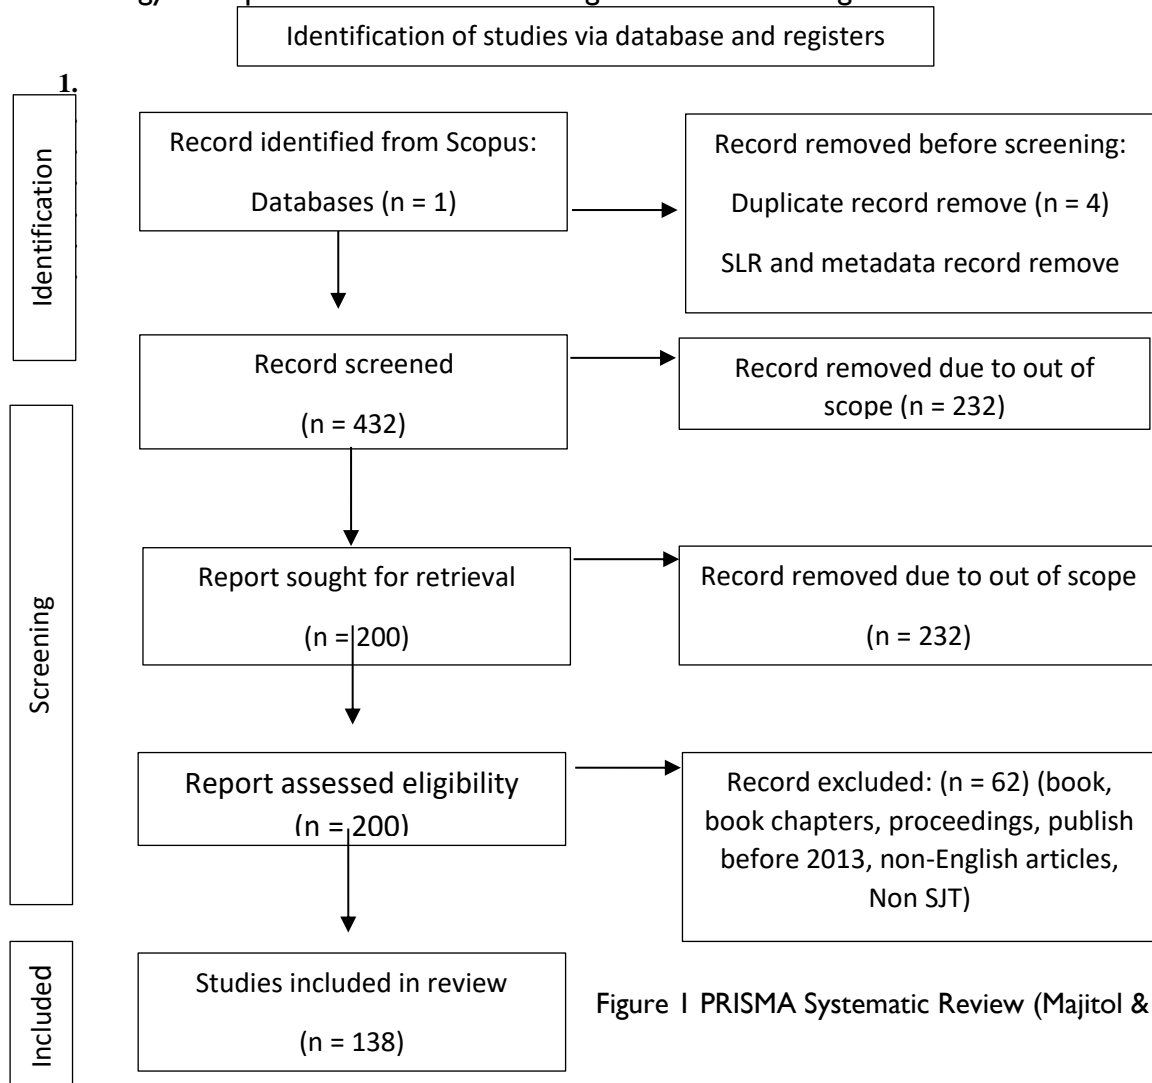 Identification of studies via database and registers
1.
Identification
Record identified from Scopus:
Databases (n = 1)
Record removed before screening:
Duplicate record remove (n = 4)
SLR and metadata record remove
Record screened
(n = 432)
Record removed due to out of
scope (n = 232)
Screening
Report sought for retrieval
(n = 200)
Record removed due to out of scope
(n = 232)
Report assessed eligibility
(n = 200)
Record excluded: (n = 62) (book,
book chapters, proceedings, publish
before 2013, non-English articles,
Non SJT)
Included
Studies included in review
(n = 138)
Figure 1 PRISMA Systematic Review (Majitol &